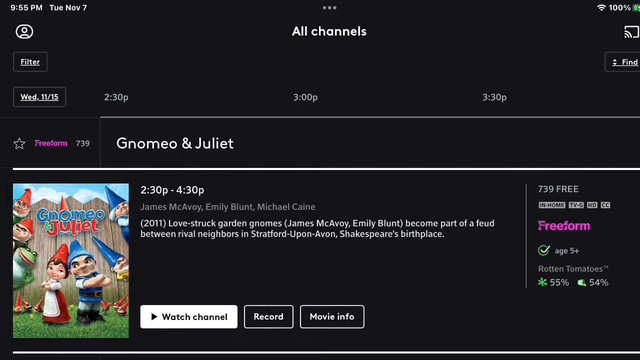 9:55 PM Tue Nov 7
100%
All channels
Filter
Find
Wed, 11/15
2:30p
3:00p
3:30p
Freeform 739
Gnomeo & Juliet
Gnomeo
& Juliet
2:30p - 4:30p
James McAvoy, Emily Blunt, Michael Caine
(2011) Love-struck garden gnomes (James McAvoy, Emily Blunt) become part of a feud
between rival neighbors in Stratford-Upon-Avon, Shakespeare's birthplace.
Watch channel
Record
Movie info
739 FREE
IN-HOME TV-G HD CC
Freeform
age 5+
Rotten Tomatoes™
55% 54%